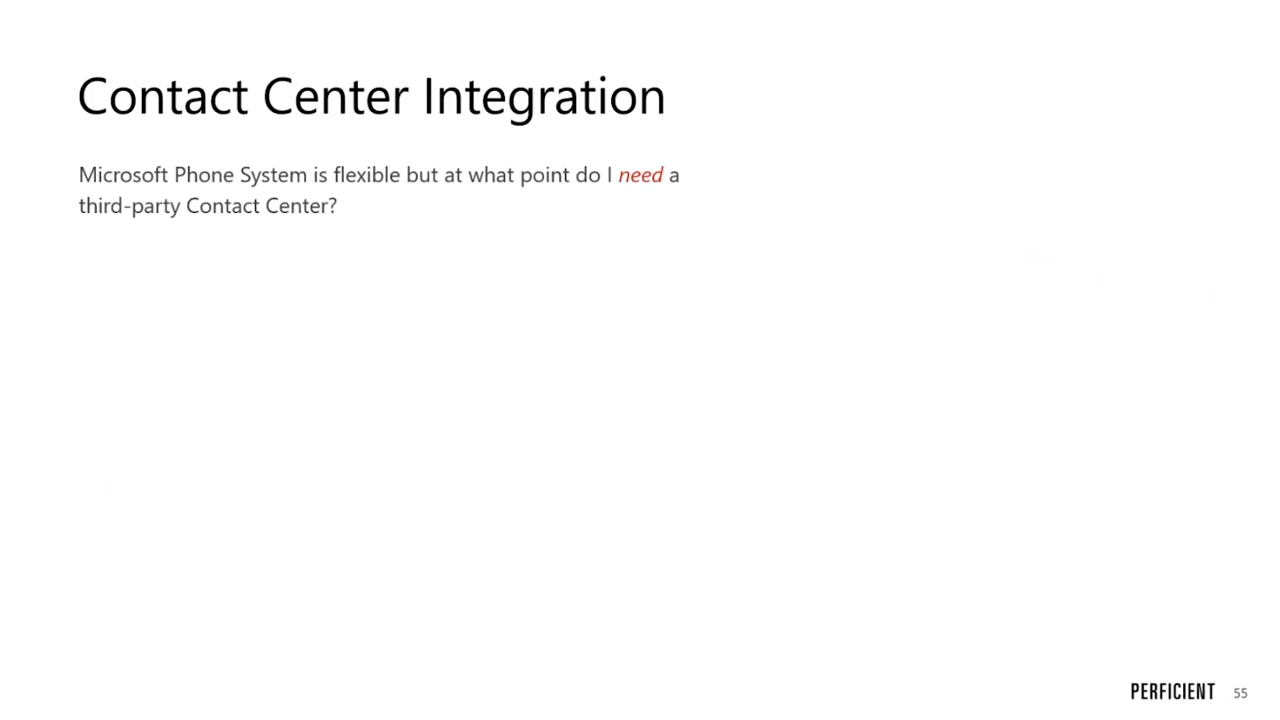 Contact Center Integration
Microsoft Phone System is flexible but at what point do I need a
third-party Contact Center?
PERFICIENT 55